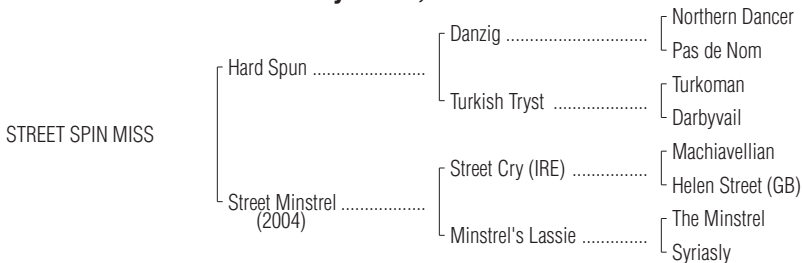 Northern Dancer
Danzig ................................
Pas de Nom
Hard Spun .........................
Turkoman
Turkish Tryst .....................
Darbyvail
STREET SPIN MISS
Machiavellian
Street Cry (IRE) .................
Helen Street (GB)
Street Minstrel ...................
(2004)
The Minstrel
Minstrel's Lassie ...............
Syriasly